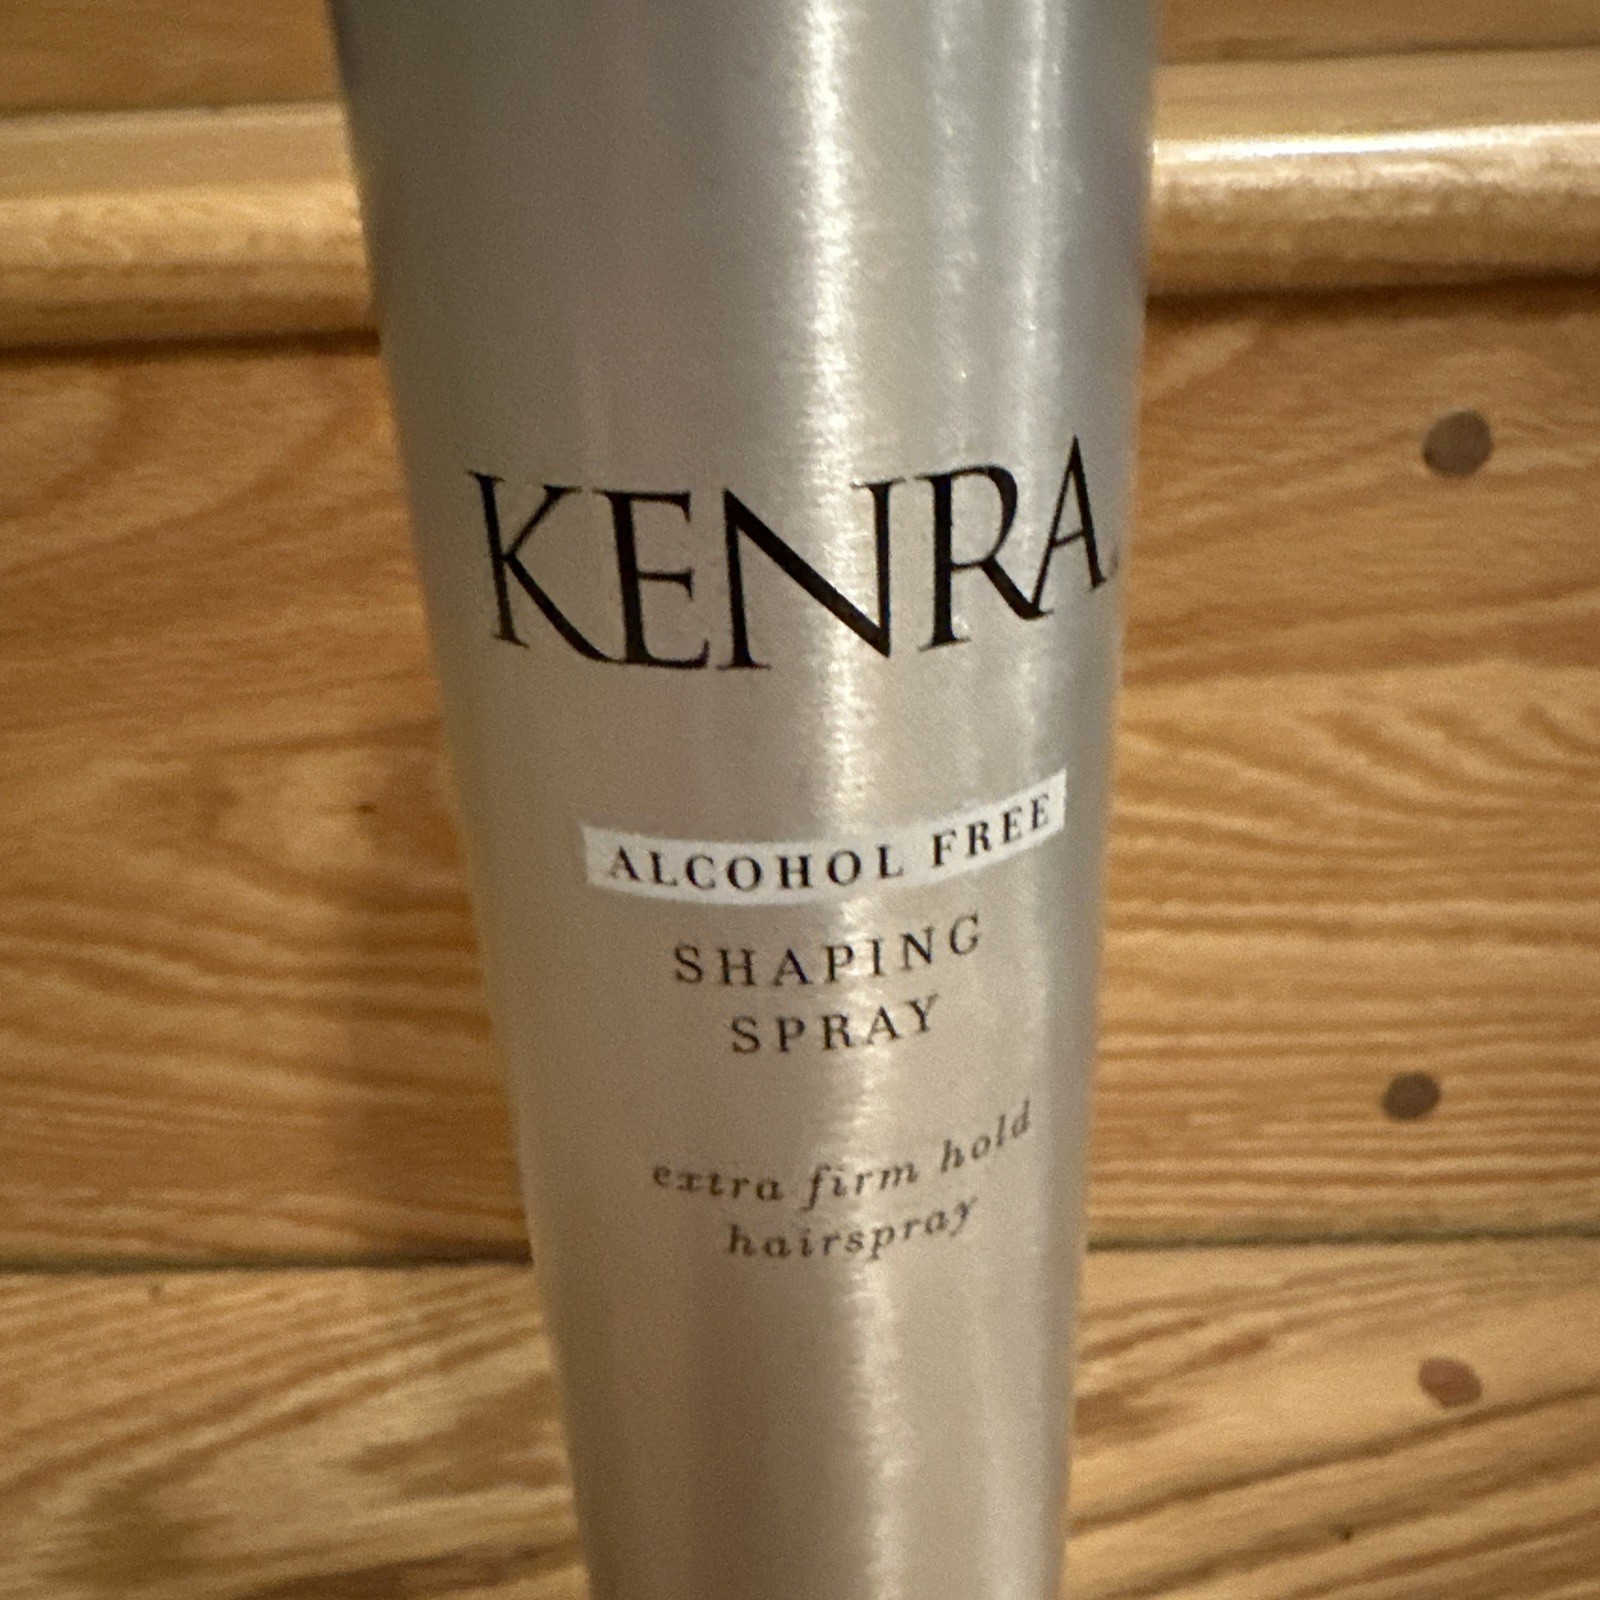 KENRA
ALCOHOL FREE
SHAPING
SPRAY
extra firm hold
hairspray